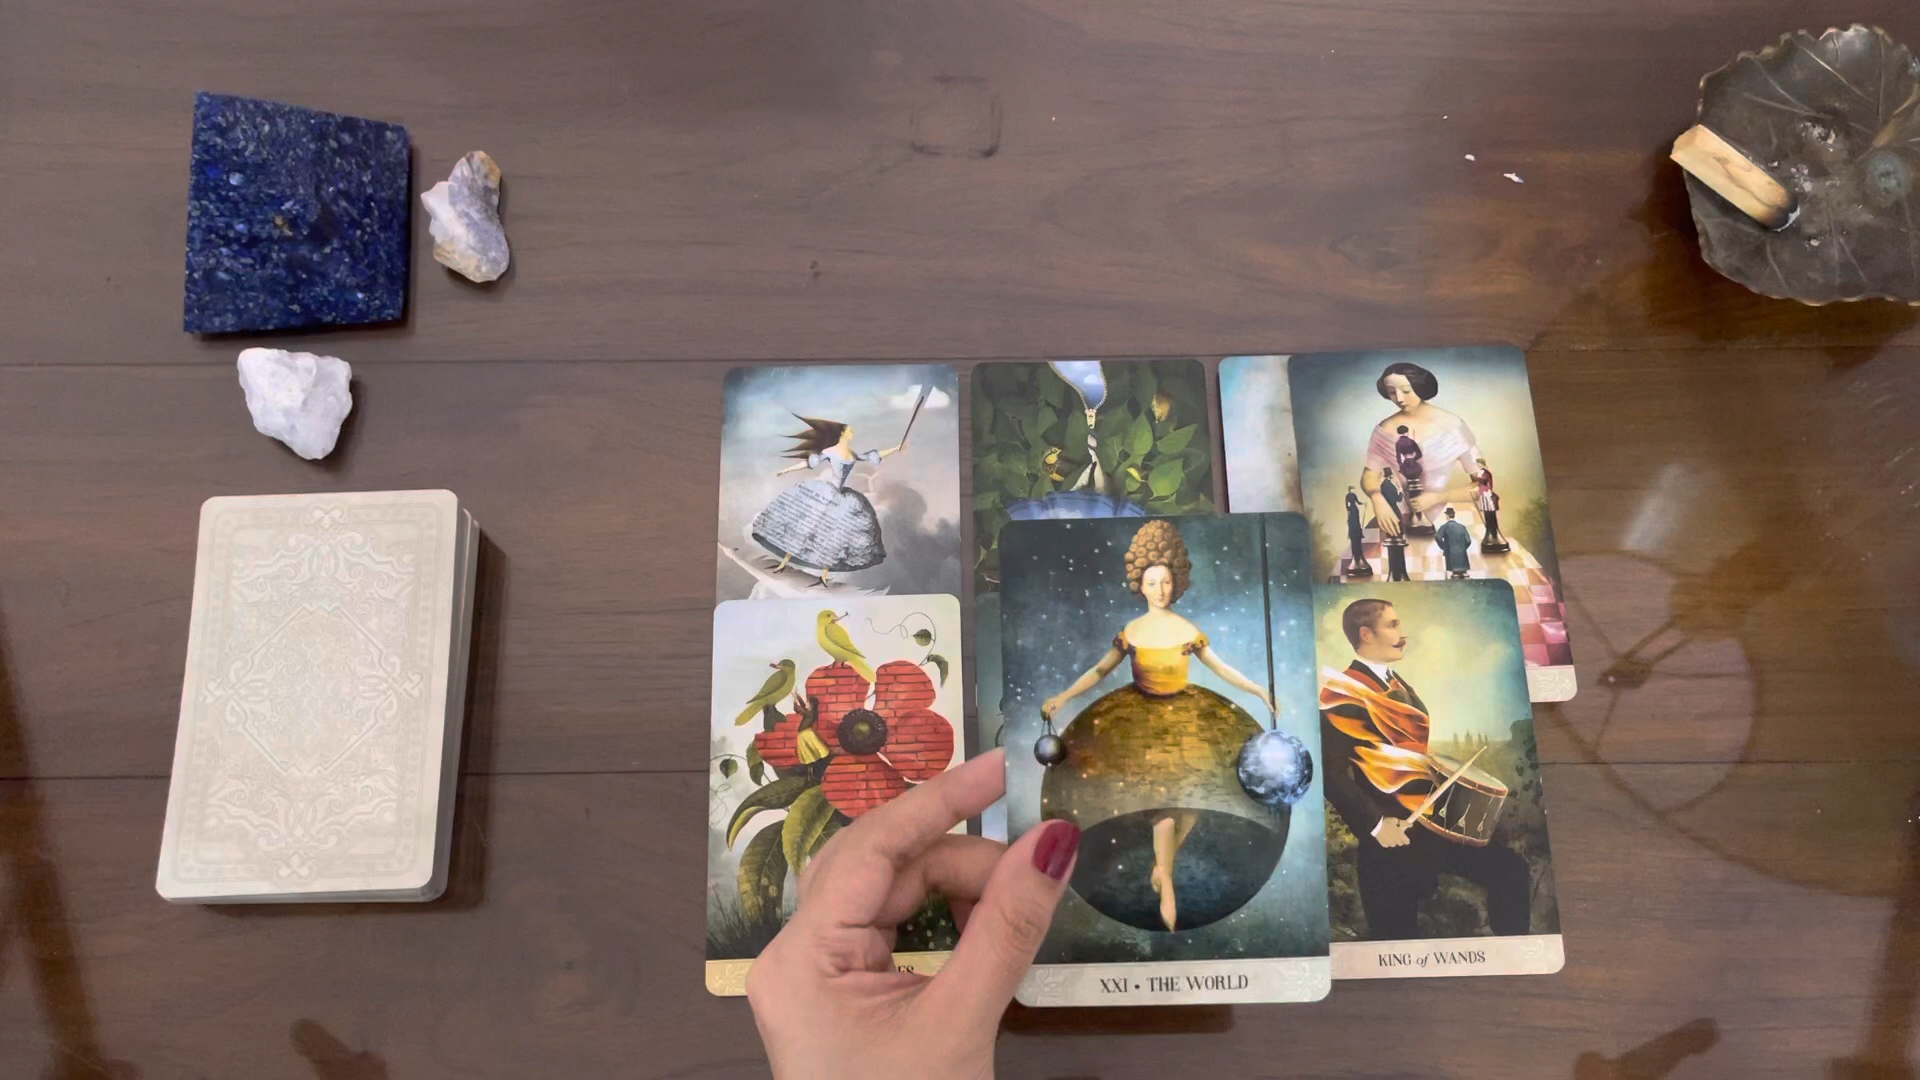 XXI • THE WORLD
KING of WANDS